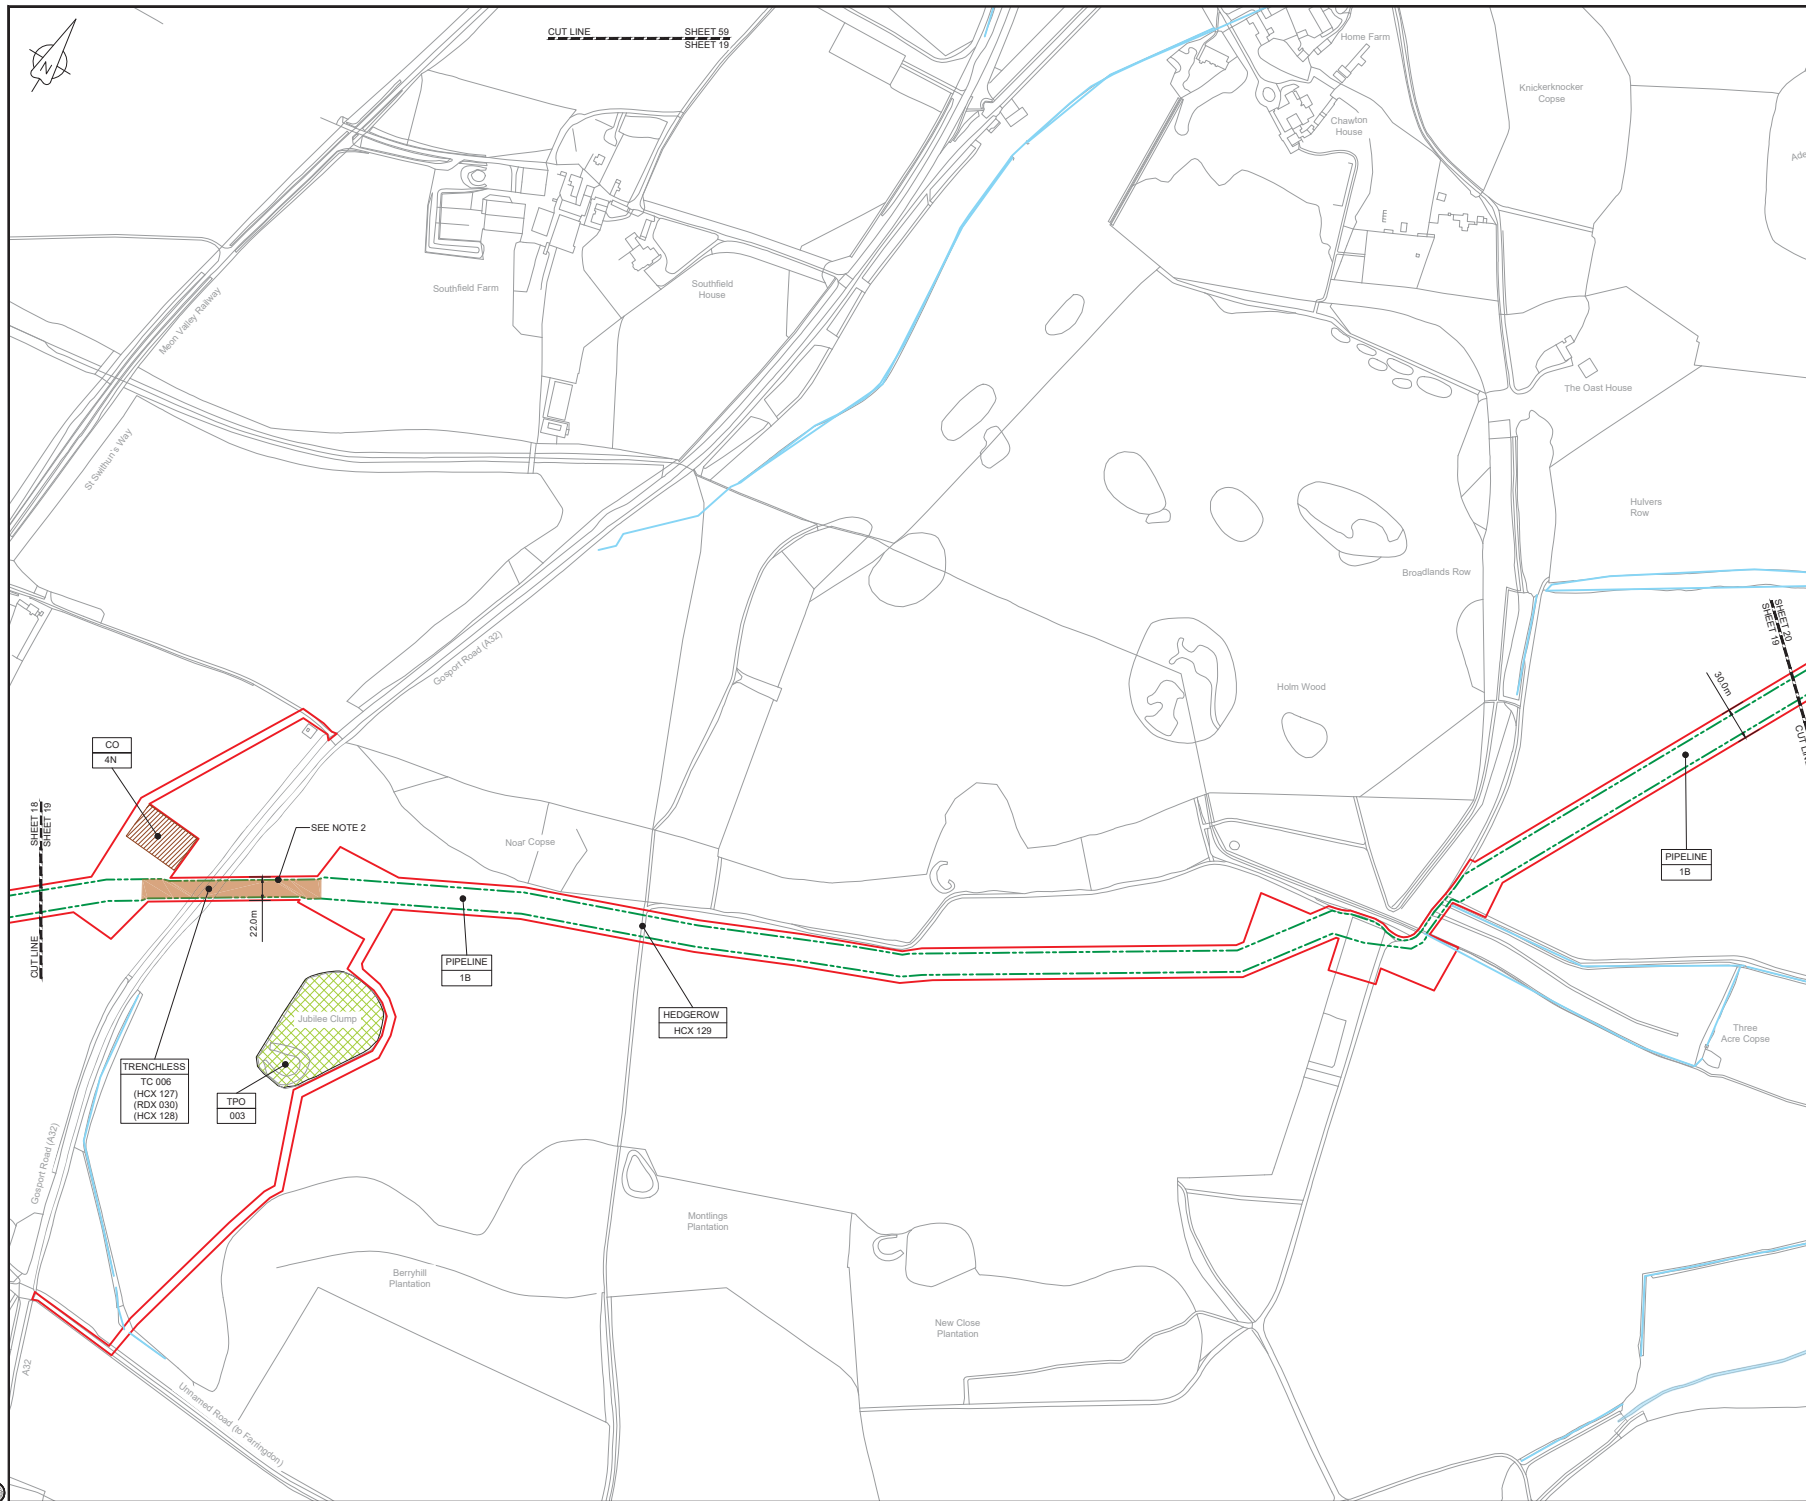 N
CUT LINE
SHEET 59
SHEET 19
Home Farm
Knickerknocker
Copse
Chawton
House
Ade
Southfield Farm
Southfield
House
Meon Valley Railway
The Oast House
St Swithun's Way
Hulvers
Row
Broadlands Row
SHEET 20
SHEET 19
CUT LINE
Gosport Road (A32)
Holm Wood
30.0m
CO
4N
SHEET 18
SHEET 19
CUT LINE
SEE NOTE 2
Noar Copse
PIPELINE
1B
22.0m
PIPELINE
1B
HEDGEROW
HCX 129
Jubilee Clump
Three
Acre Copse
TRENCHLESS
TC 006
(HCX 127)
(RDX 030)
(HCX 128)
TPO
003
Gosport Road (A32)
Montlings
Plantation
Berryhill
Plantation
New Close
Plantation
A32
Unnamed Road (to Farringdon)